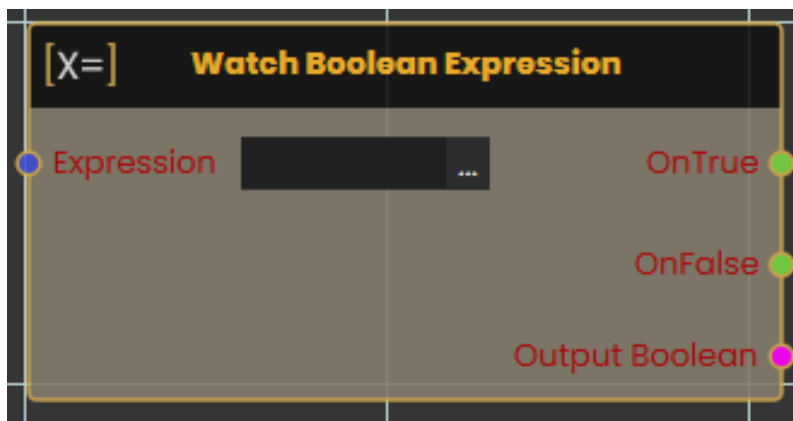 [X=] Watch Boolean Expression
Expression ... OnTrue
OnFalse
Output Boolean